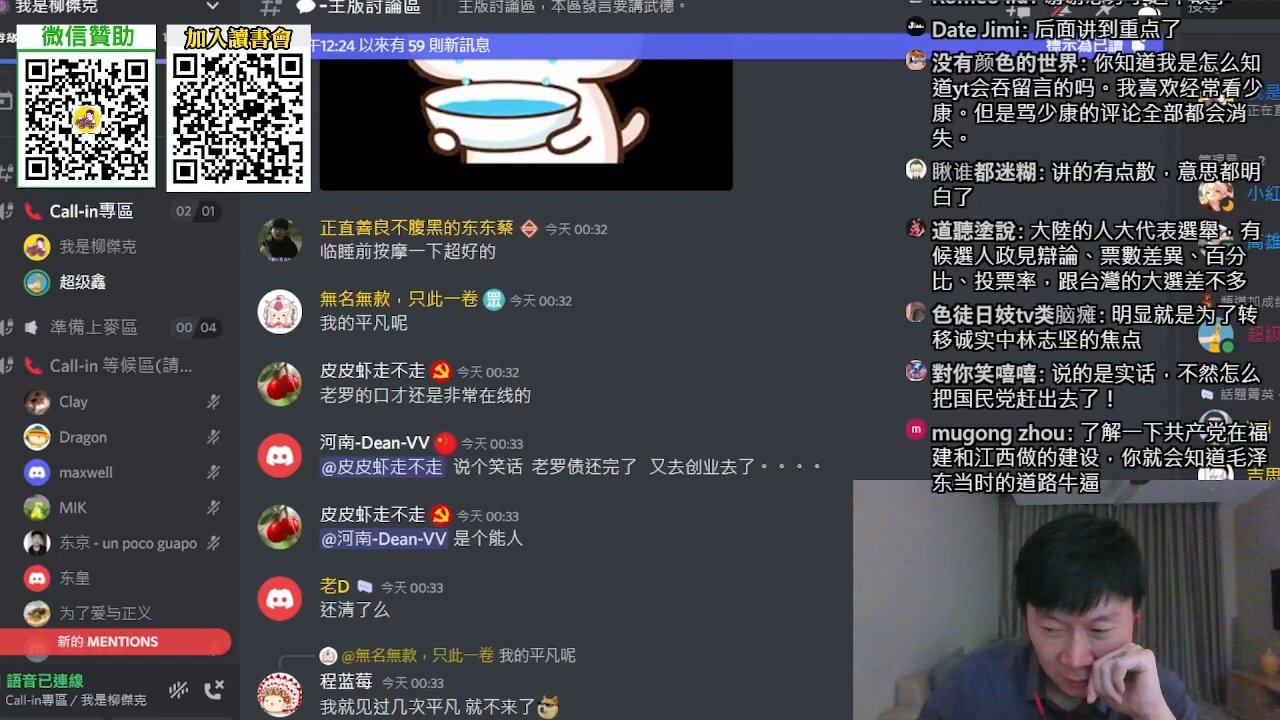 我是柳傑克
微信贊助
加入讀書會
Call-in專區
02
01
我是柳傑克
超级鑫
準備上麥區
00
04
Call-in 等候區(請...
Clay
Dragon
maxwell
MIK
东京 - un poco guapo
东皇
为了爱与正义
新的 MENTIONS
語音已連線
Call-in專區 / 我是柳傑克
-主版討論區
主版討論區，本區發言要講武德。
午12:24 以來有 59 則新訊息
正直善良不腹黑的东东蔡
今天 00:32
临睡前按摩一下超好的
無名無款，只此一卷
眾
今天 00:32
我的平凡呢
皮皮虾走不走
今天 00:32
老罗的口才还是非常在线的
河南-Dean-VV
今天 00:33
@皮皮虾走不走 说个笑话 老罗债还完了 又去创业去了。。。。
皮皮虾走不走
今天 00:33
@河南-Dean-VV 是个能人
老D
今天 00:33
还清了么
@無名無款，只此一卷 我的平凡呢
程蓝莓
今天 00:33
我就见过几次平凡 就不来了
Date Jimi: 后面讲到重点了
没有颜色的世界: 你知道我是怎么知
道yt会吞留言的吗。我喜欢经常看少
康。但是骂少康的评论全部都会消
失。
瞅谁都迷糊: 讲的有点散，意思都明
白了
道聽塗說: 大陸的人大代表選舉，有
候選人政見辯論、票數差異、百分
比、投票率，跟台灣的大選差不多
色徒日妓tv类脑瘫: 明显就是为了转
移诚实中林志坚的焦点
對你笑嘻嘻: 说的是实话，不然怎么
把国民党赶出去了！
m
mugong zhou: 了解一下共产党在福
建和江西做的建设，你就会知道毛泽
东当时的道路牛逼